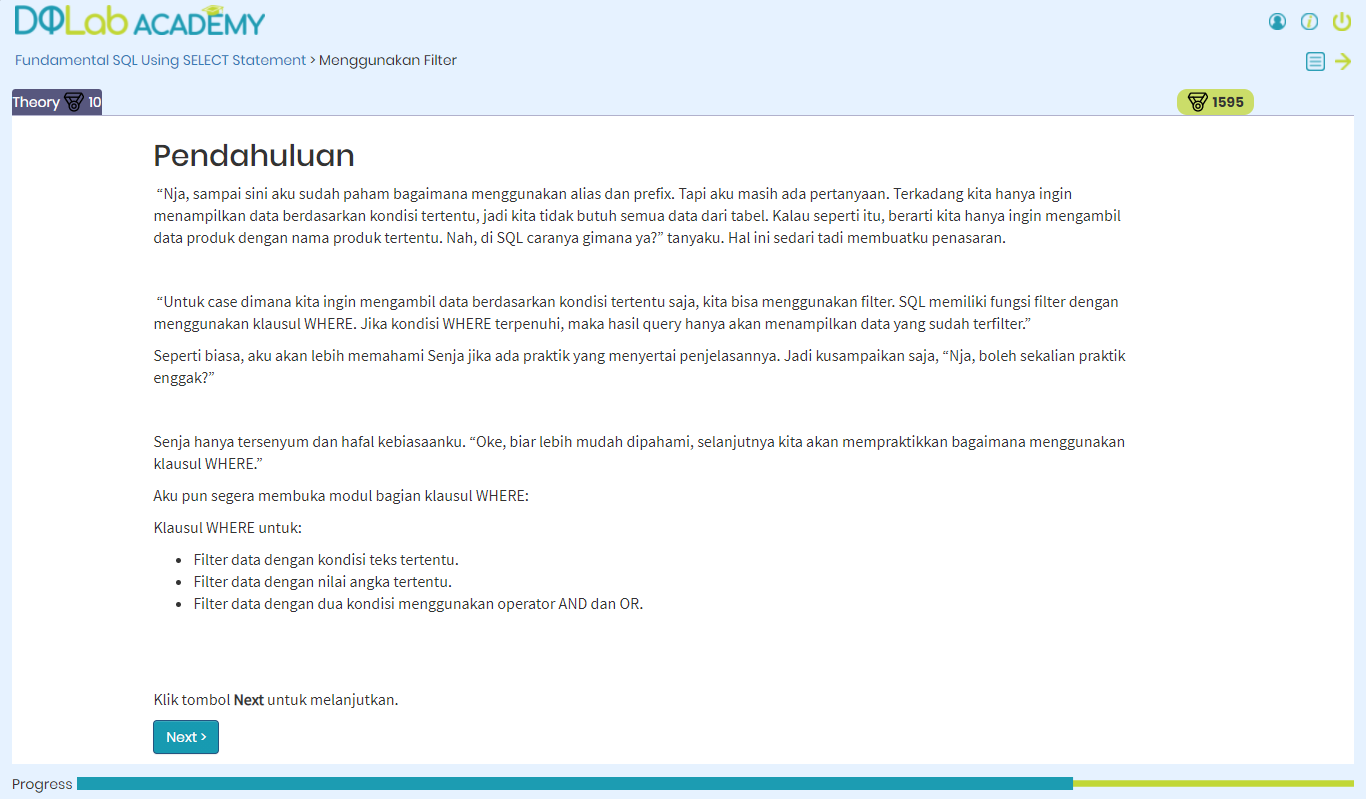 DQLab ACADEMY
Fundamental SQL Using SELECT Statement > Menggunakan Filter
Theory 10
1595
Pendahuluan
“Nja, sampai sini aku sudah paham bagaimana menggunakan alias dan prefix. Tapi aku masih ada pertanyaan. Terkadang kita hanya ingin
menampilkan data berdasarkan kondisi tertentu, jadi kita tidak butuh semua data dari tabel. Kalau seperti itu, berarti kita hanya ingin mengambil
data produk dengan nama produk tertentu. Nah, di SQL caranya gimana ya?” tanyaku. Hal ini sedari tadi membuatku penasaran.
“Untuk case dimana kita ingin mengambil data berdasarkan kondisi tertentu saja, kita bisa menggunakan filter. SQL memiliki fungsi filter dengan
menggunakan klausul WHERE. Jika kondisi WHERE terpenuhi, maka hasil query hanya akan menampilkan data yang sudah terfilter.”
Seperti biasa, aku akan lebih memahami Senja jika ada praktik yang menyertai penjelasannya. Jadi kusampaikan saja, “Nja, boleh sekalian praktik
enggak?”
Senja hanya tersenyum dan hafal kebiasaanku. “Oke, biar lebih mudah dipahami, selanjutnya kita akan mempraktikkan bagaimana menggunakan
klausul WHERE.”
Aku pun segera membuka modul bagian klausul WHERE:
Klausul WHERE untuk:
• Filter data dengan kondisi teks tertentu.
• Filter data dengan nilai angka tertentu.
• Filter data dengan dua kondisi menggunakan operator AND dan OR.
Klik tombol Next untuk melanjutkan.
Next >
Progress